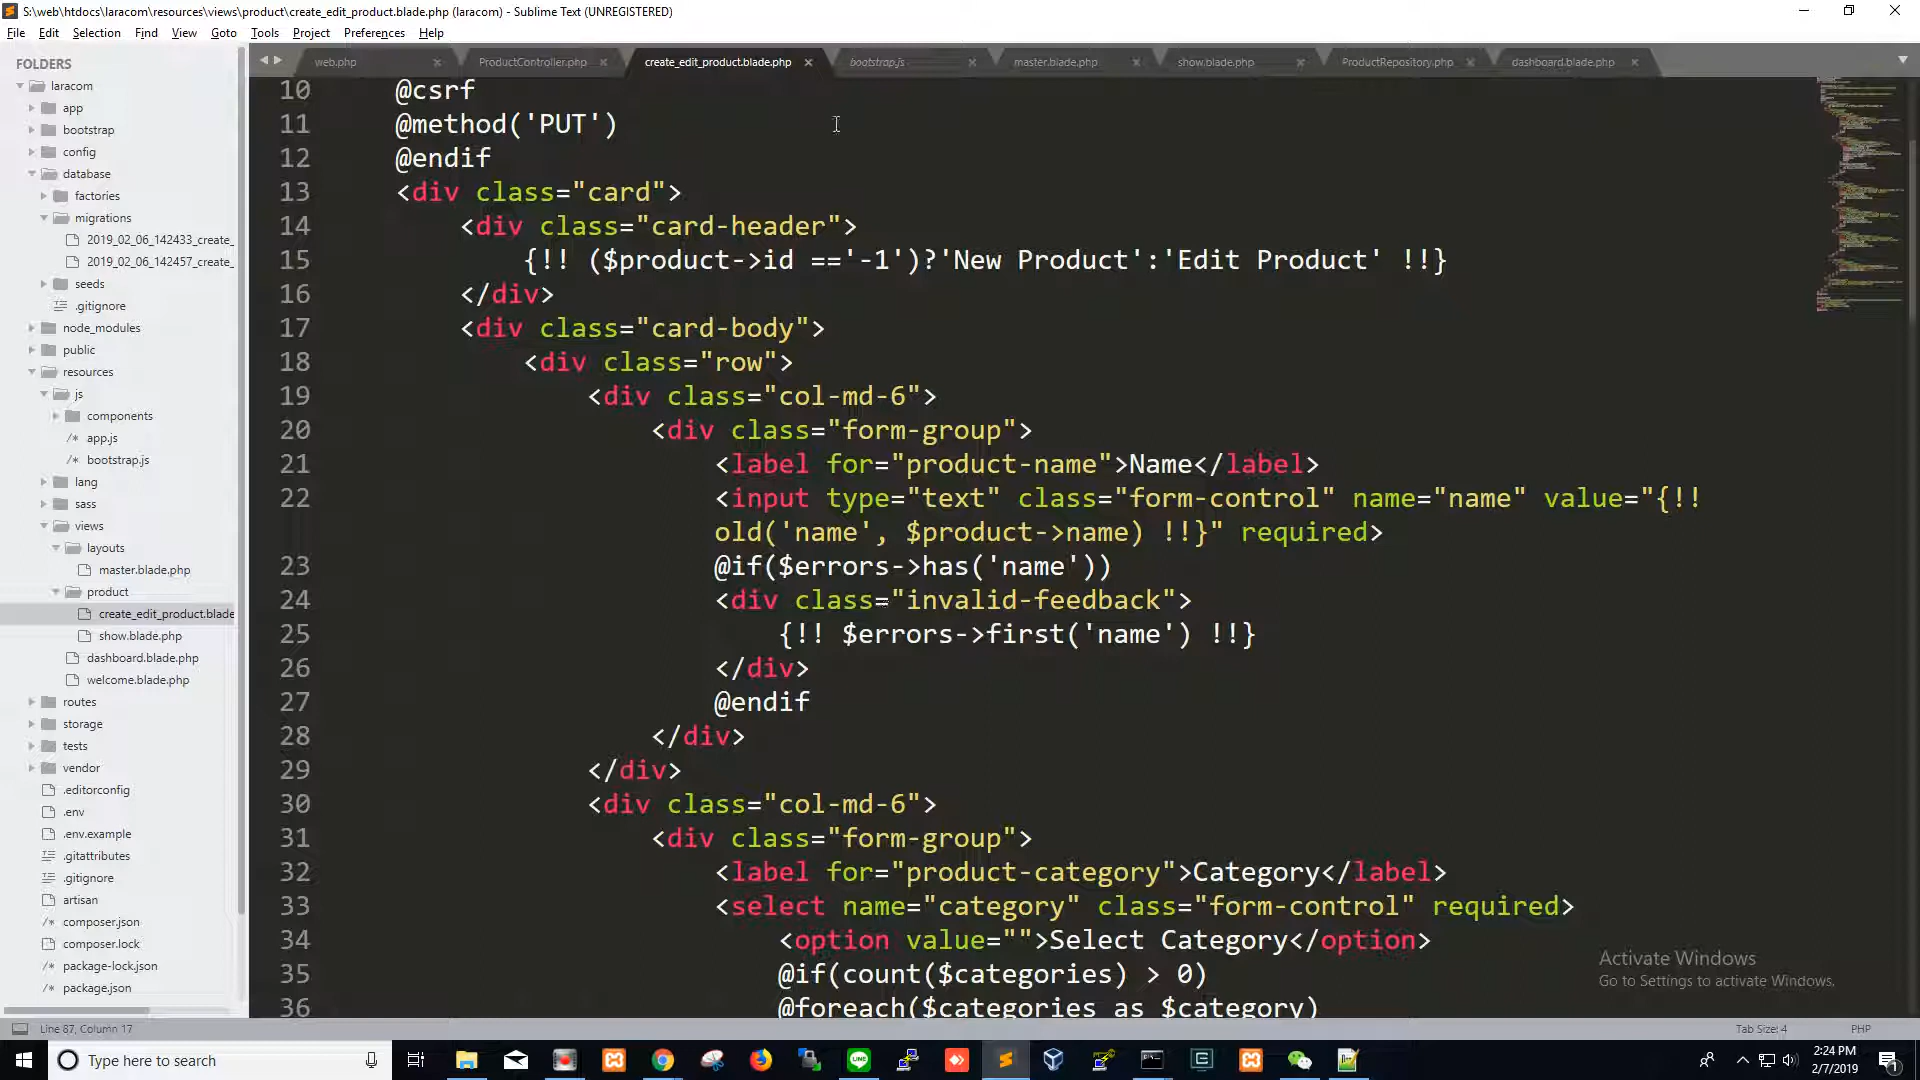 S:\web\htdocs\laracom\resources\views\product\create_edit_product.blade.php (laracom) - Sublime Text (UNREGISTERED)
File Edit Selection Find View Goto Tools Project Preferences Help
FOLDERS
laracom
app
bootstrap
config
database
factories
migrations
2019_02_06_142433_create_
2019_02_06_142457_create_
seeds
.gitignore
node_modules
public
resources
js
components
app.js
bootstrap.js
lang
sass
views
layouts
master.blade.php
product
create_edit_product.blade
show.blade.php
dashboard.blade.php
welcome.blade.php
routes
storage
tests
vendor
.editorconfig
.env
.env.example
.gitattributes
.gitignore
artisan
composer.json
composer.lock
package-lock.json
package.json
web.php ProductController.php create_edit_product.blade.php bootstrap.js master.blade.php show.blade.php ProductRepository.php dashboard.blade.php
10 @csrf
11 @method('PUT')
12 @endif
13 <div class="card">
14 <div class="card-header">
15 {!! ($product->id =='-1')?'New Product':'Edit Product' !!}
16 </div>
17 <div class="card-body">
18 <div class="row">
19 <div class="col-md-6">
20 <div class="form-group">
21 <label for="product-name">Name</label>
22 <input type="text" class="form-control" name="name" value="{!!
old('name', $product->name) !!}" required>
23 @if($errors->has('name'))
24 <div class="invalid-feedback">
25 {!! $errors->first('name') !!}
26 </div>
27 @endif
28 </div>
29 </div>
30 <div class="col-md-6">
31 <div class="form-group">
32 <label for="product-category">Category</label>
33 <select name="category" class="form-control" required>
34 <option value="">Select Category</option>
35 @if(count($categories) > 0)
36 @foreach($categories as $category)
Activate Windows
Go to Settings to activate Windows.
Line 87, Column 17
Tab Size: 4 PHP
Type here to search
2:24 PM
2/7/2019
1